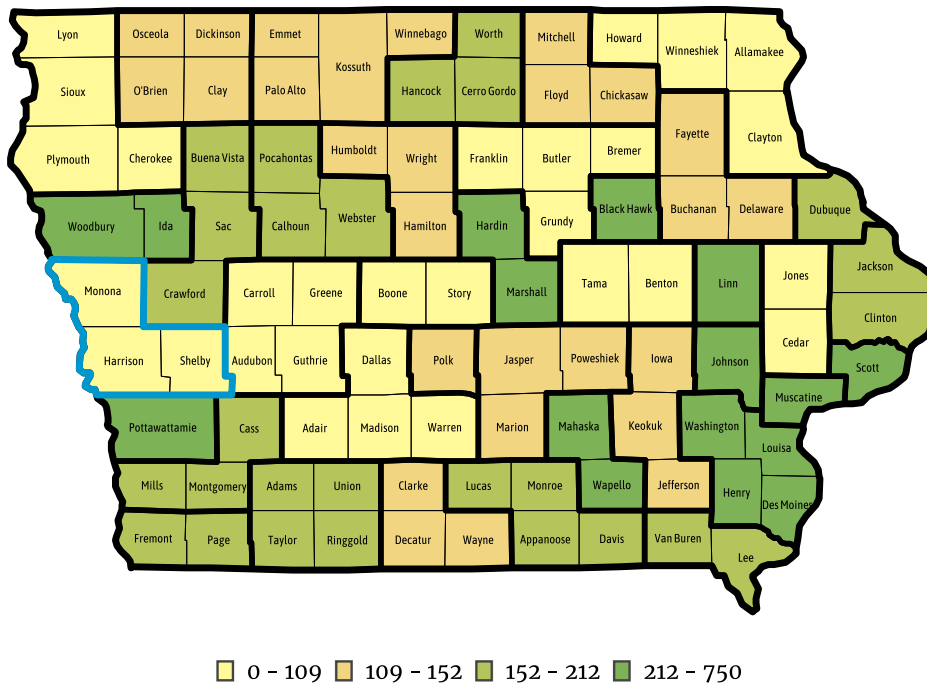 Lyon Osceola Dickinson Emmet Winnebago Worth Mitchell Howard Winneshiek Allamakee
Kossuth
Sioux O'Brien Clay Palo Alto Hancock Cerro Gordo Floyd Chickasaw
Plymouth Cherokee Buena Vista Pocahontas Humboldt Wright Franklin Butler Bremer Fayette Clayton
Woodbury Ida Sac Calhoun Webster Hamilton Hardin Grundy Black Hawk Buchanan Delaware Dubuque
Monona Crawford Carroll Greene Boone Story Marshall Tama Benton Linn Jones Jackson
Clinton
Harrison Shelby Audubon Guthrie Dallas Polk Jasper Poweshiek Iowa Johnson Cedar Scott
Muscatine
Pottawattamie Cass Adair Madison Warren Marion Mahaska Keokuk Washington Louisa
Mills Montgomery Adams Union Clarke Lucas Monroe Wapello Jefferson Henry Des Moines
Fremont Page Taylor Ringgold Decatur Wayne Appanoose Davis Van Buren Lee
0 – 109 109 – 152 152 – 212 212 – 750